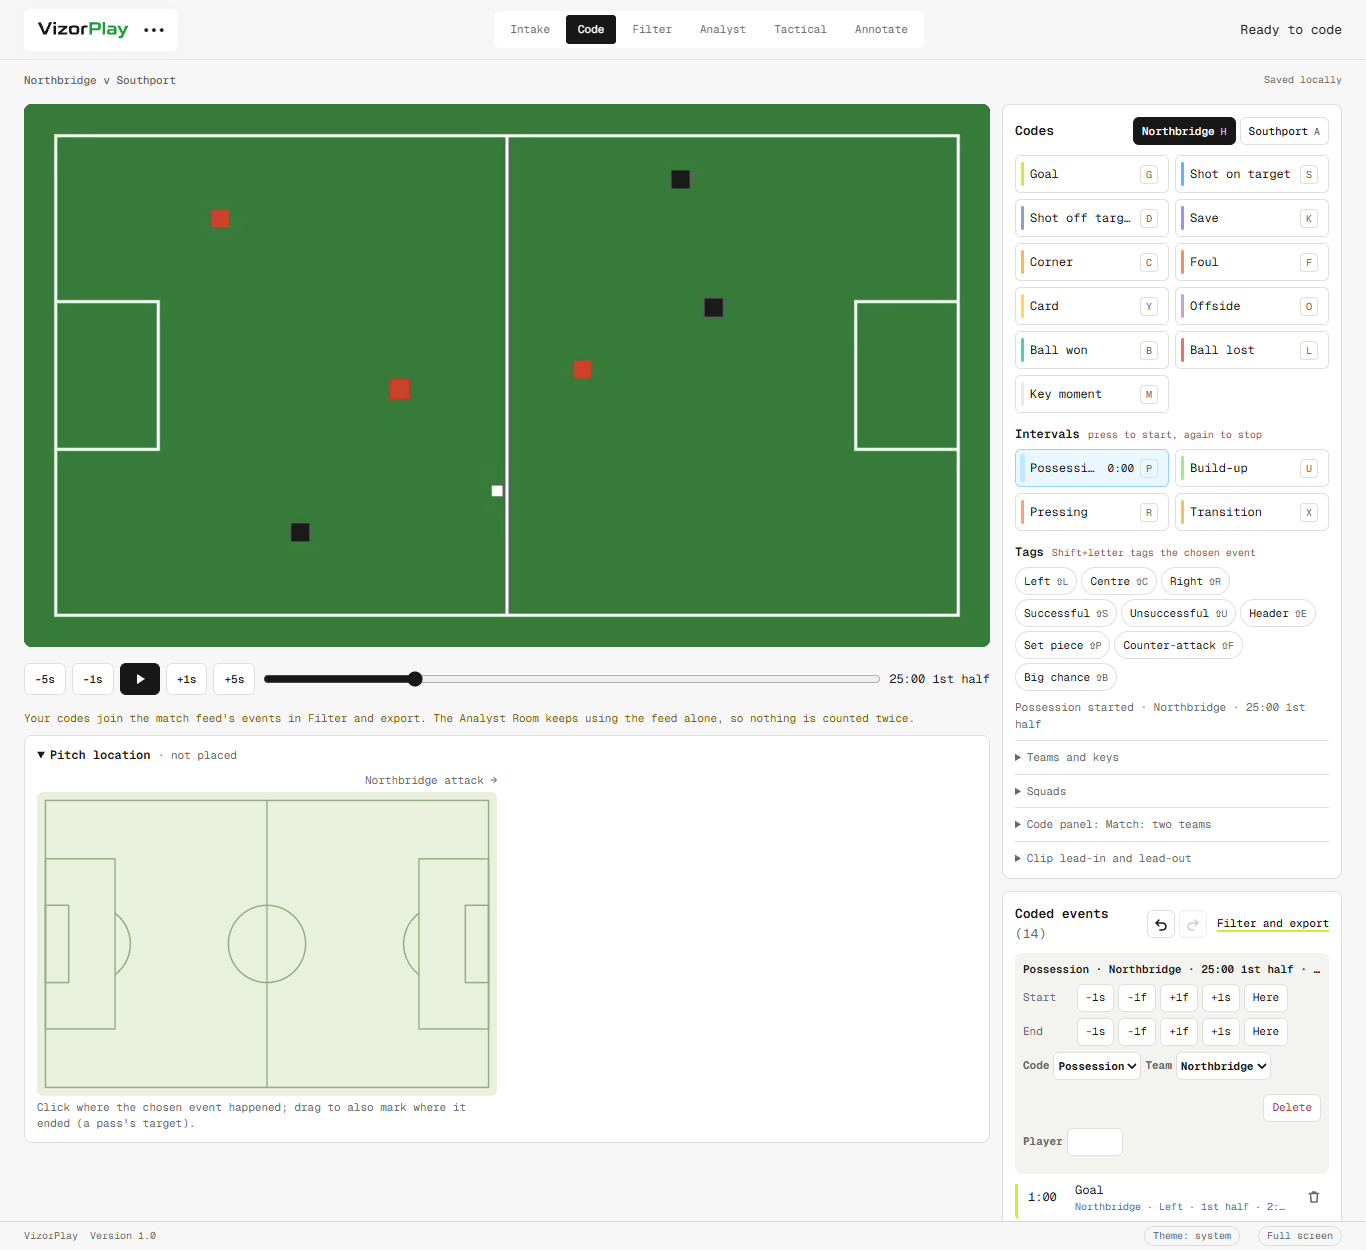 VizorPlay •••
Intake Code Filter Analyst Tactical Annotate
Ready to code
Northbridge v Southport
Saved locally
Codes Northbridge H Southport A
Goal G Shot on target S
Shot off targ… D Save K
Corner C Foul F
Card Y Offside O
Ball won B Ball lost L
Key moment M
Intervals press to start, again to stop
Possessi… 0:00 P Build-up U
Pressing R Transition X
Tags Shift+letter tags the chosen event
Left ⇧L Centre ⇧C Right ⇧R
Successful ⇧S Unsuccessful ⇧U Header ⇧E
Set piece ⇧P Counter-attack ⇧F
Big chance ⇧B
Possession started · Northbridge · 25:00 1st
half
Teams and keys
Squads
Code panel: Match: two teams
Clip lead-in and lead-out
-5s -1s +1s +5s 25:00 1st half
Your codes join the match feed's events in Filter and export. The Analyst Room keeps using the feed alone, so nothing is counted twice.
Pitch location · not placed
Northbridge attack →
Click where the chosen event happened; drag to also mark where it
ended (a pass's target).
Coded events
(14)
Filter and export
Possession · Northbridge · 25:00 1st half · …
Start -1s -1f +1f +1s Here
End -1s -1f +1f +1s Here
Code Possession Team Northbridge
Delete
Player
1:00 Goal
Northbridge · Left · 1st half · 2:…
VizorPlay Version 1.0
Theme: system Full screen